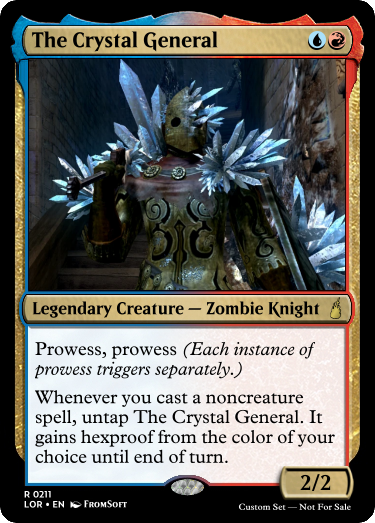 The Crystal General
Legendary Creature — Zombie Knight
Prowess, prowess (Each instance of
prowess triggers separately.)
Whenever you cast a noncreature
spell, untap The Crystal General. It
gains hexproof from the color of your
choice until end of turn.
2/2
R 0211
LOR • EN FROMSOFT
Custom Set — Not For Sale